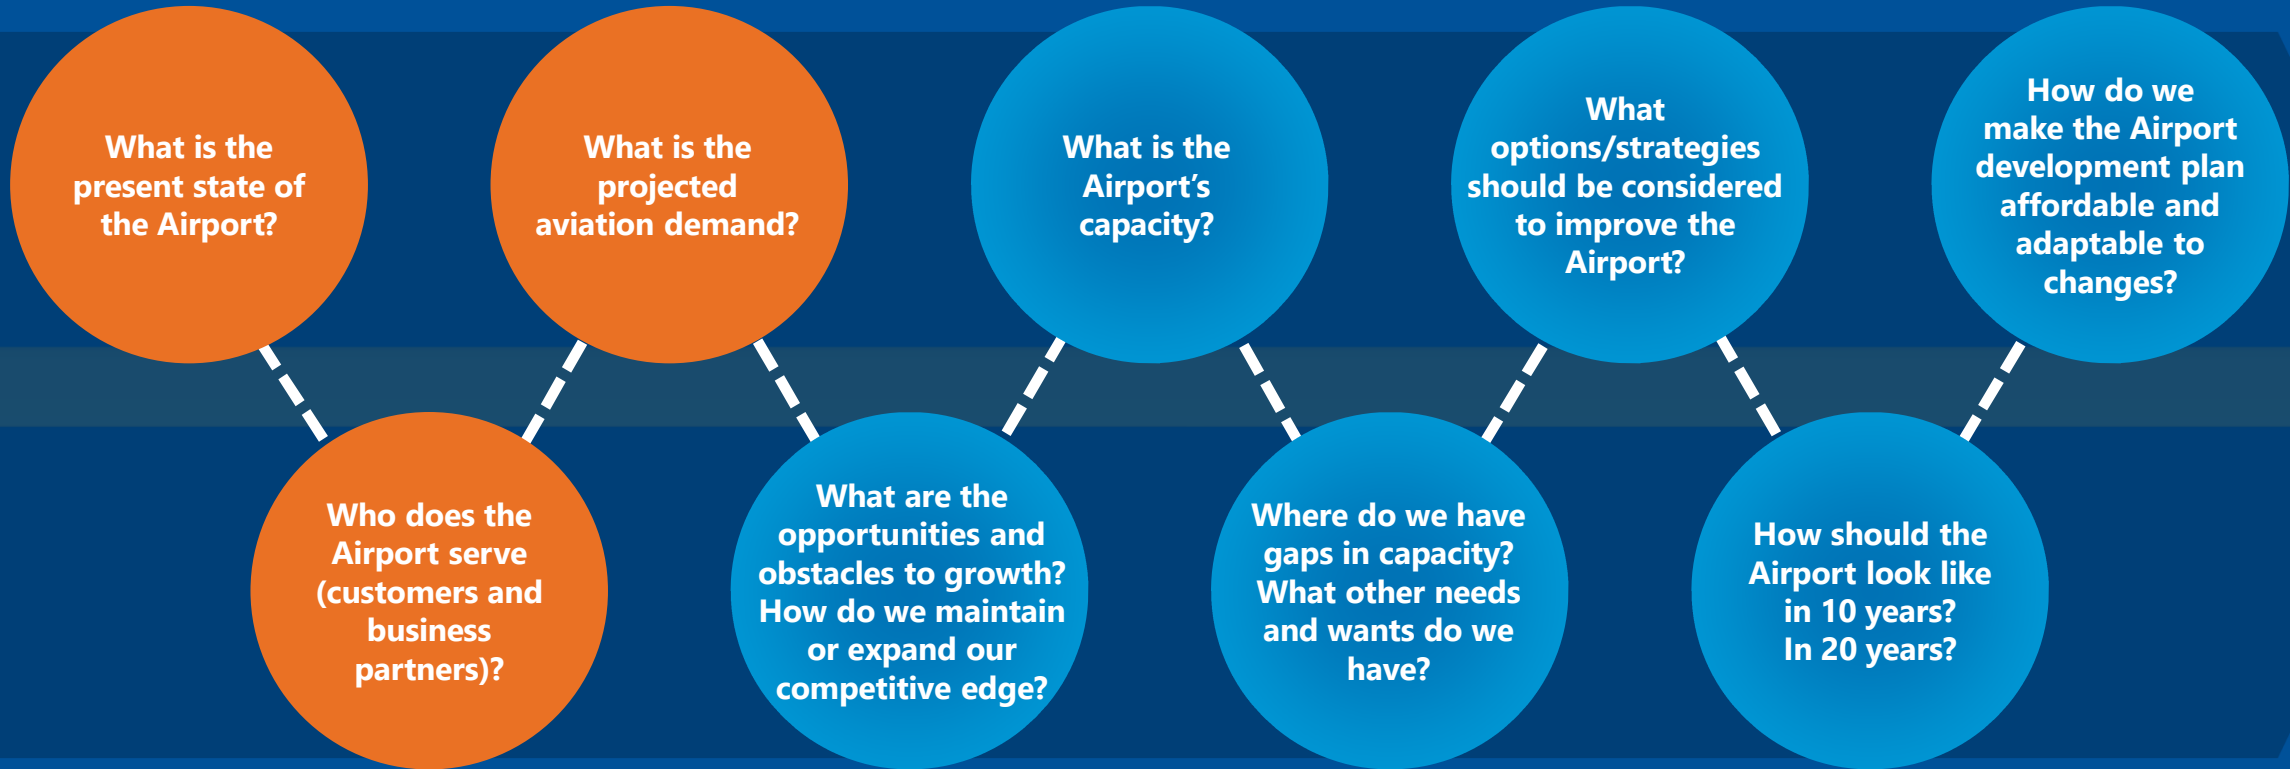 What is the
present state of
the Airport?
Who does the
Airport serve
(customers and
business
partners)?
What is the
projected
aviation demand?
What are the
opportunities and
obstacles to growth?
How do we maintain
or expand our
competitive edge?
What is the
Airport’s
capacity?
Where do we have
gaps in capacity?
What other needs
and wants do we
have?
What
options/strategies
should be considered
to improve the
Airport?
How should the
Airport look like
in 10 years?
In 20 years?
How do we
make the Airport
development plan
affordable and
adaptable to
changes?